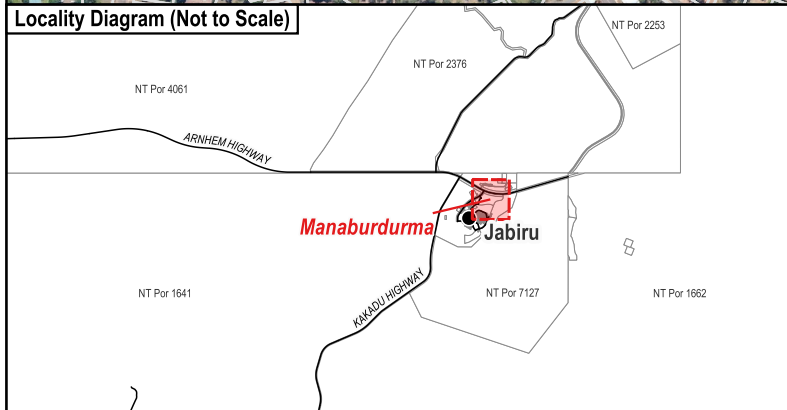 Locality Diagram (Not to Scale)
NT Por 2253
NT Por 2376
NT Por 4061
ARNHEM HIGHWAY
Manaburdurma
Jabiru
NT Por 1641
KAKADU HIGHWAY
NT Por 7127
NT Por 1662